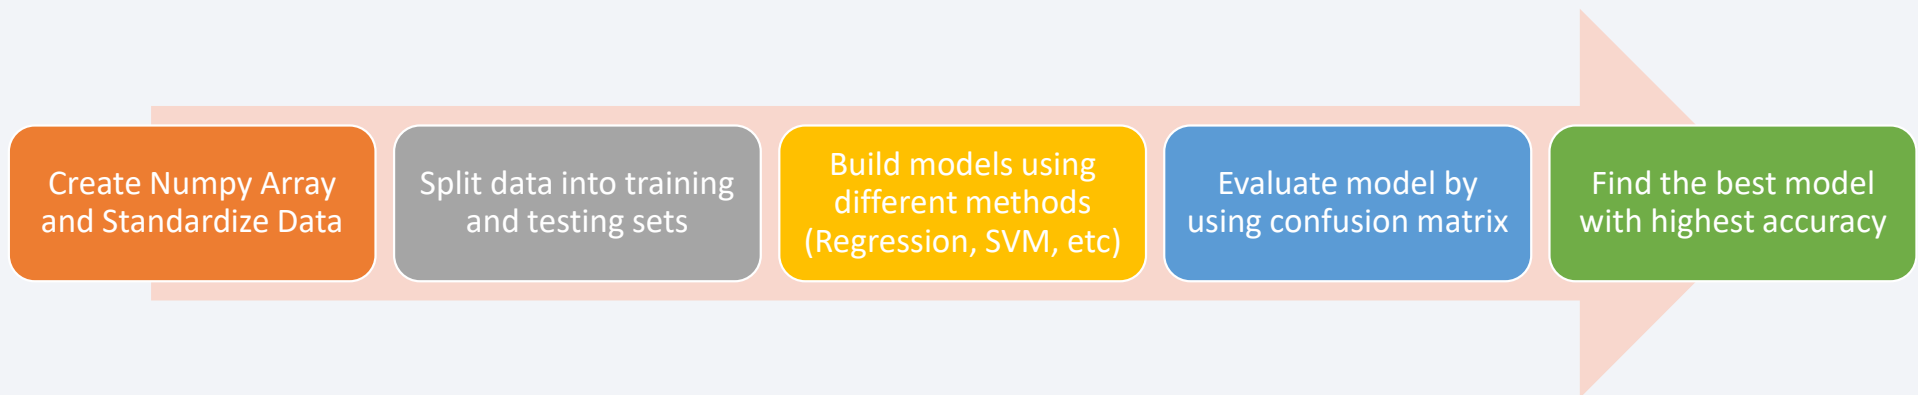 Create Numpy Array
and Standardize Data
Split data into training
and testing sets
Build models using
different methods
(Regression, SVM, etc)
Evaluate model by
using confusion matrix
Find the best model
with highest accuracy